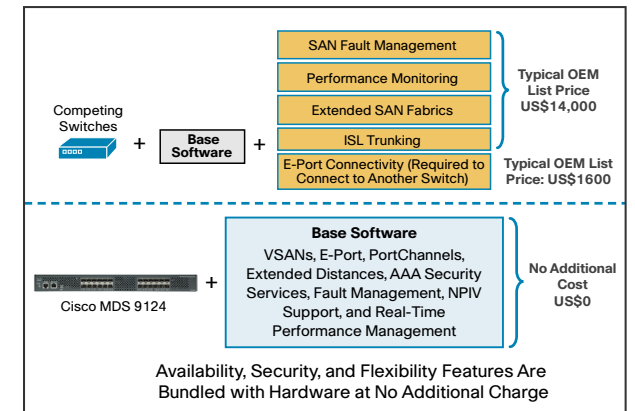 SAN Fault Management
Performance Monitoring
Extended SAN Fabrics
ISL Trunking
E-Port Connectivity (Required to
Connect to Another Switch)
Typical OEM
List Price
US$14,000
Typical OEM List
Price: US$1600
Competing
Switches
+
Base
Software
+
Cisco MDS 9124
+
Base Software
VSANs, E-Port, PortChannels,
Extended Distances, AAA Security
Services, Fault Management, NPIV
Support, and Real-Time
Performance Management
No Additional
Cost
US$0
Availability, Security, and Flexibility Features Are
Bundled with Hardware at No Additional Charge